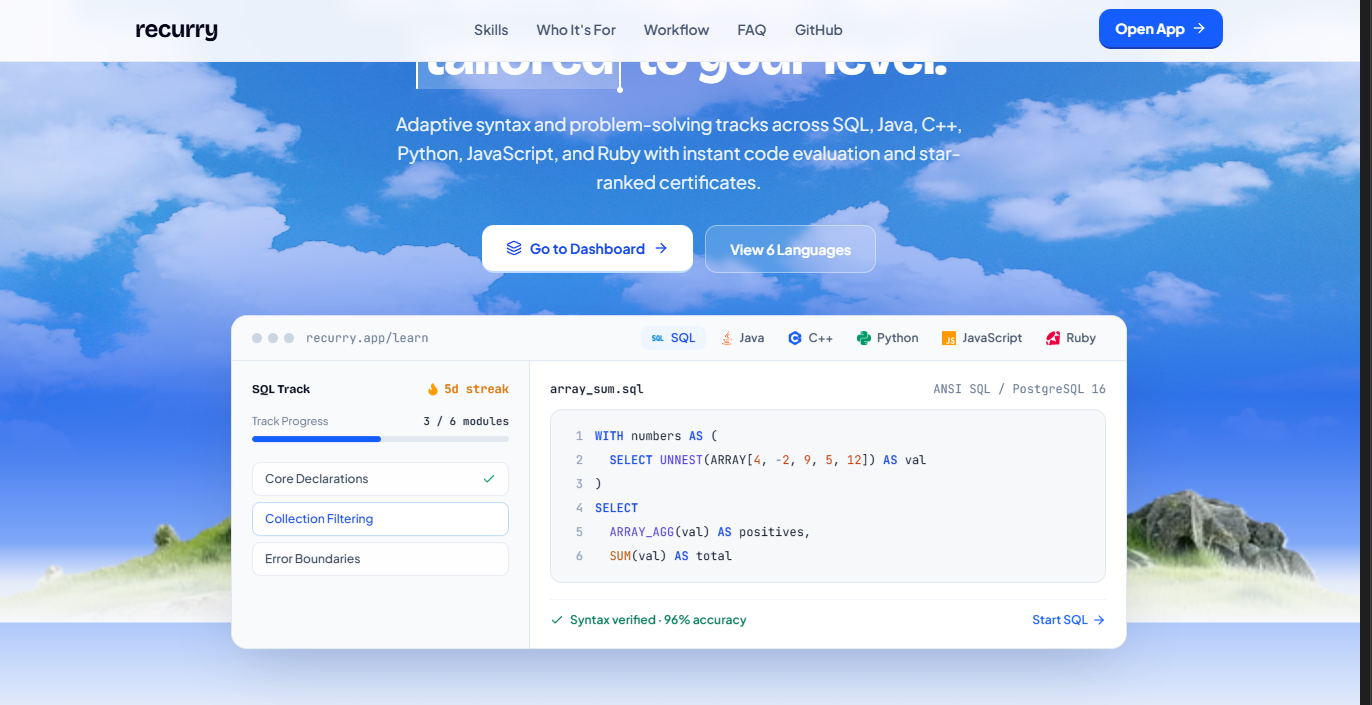 recurry
Skills
Who It's For
Workflow
FAQ
GitHub
Open App →
tailored to your level.
Adaptive syntax and problem-solving tracks across SQL, Java, C++,
Python, JavaScript, and Ruby with instant code evaluation and star-
ranked certificates.
Go to Dashboard →
View 6 Languages
recurry.app/learn
SQL SQL
Java
C++
Python
JS JavaScript
Ruby
SQL Track
5d streak
Track Progress
3 / 6 modules
Core Declarations
Collection Filtering
Error Boundaries
array_sum.sql
ANSI SQL / PostgreSQL 16
1 WITH numbers AS (
2   SELECT UNNEST(ARRAY[4, -2, 9, 5, 12]) AS val
3 )
4 SELECT
5   ARRAY_AGG(val) AS positives,
6   SUM(val) AS total
Syntax verified · 96% accuracy
Start SQL →